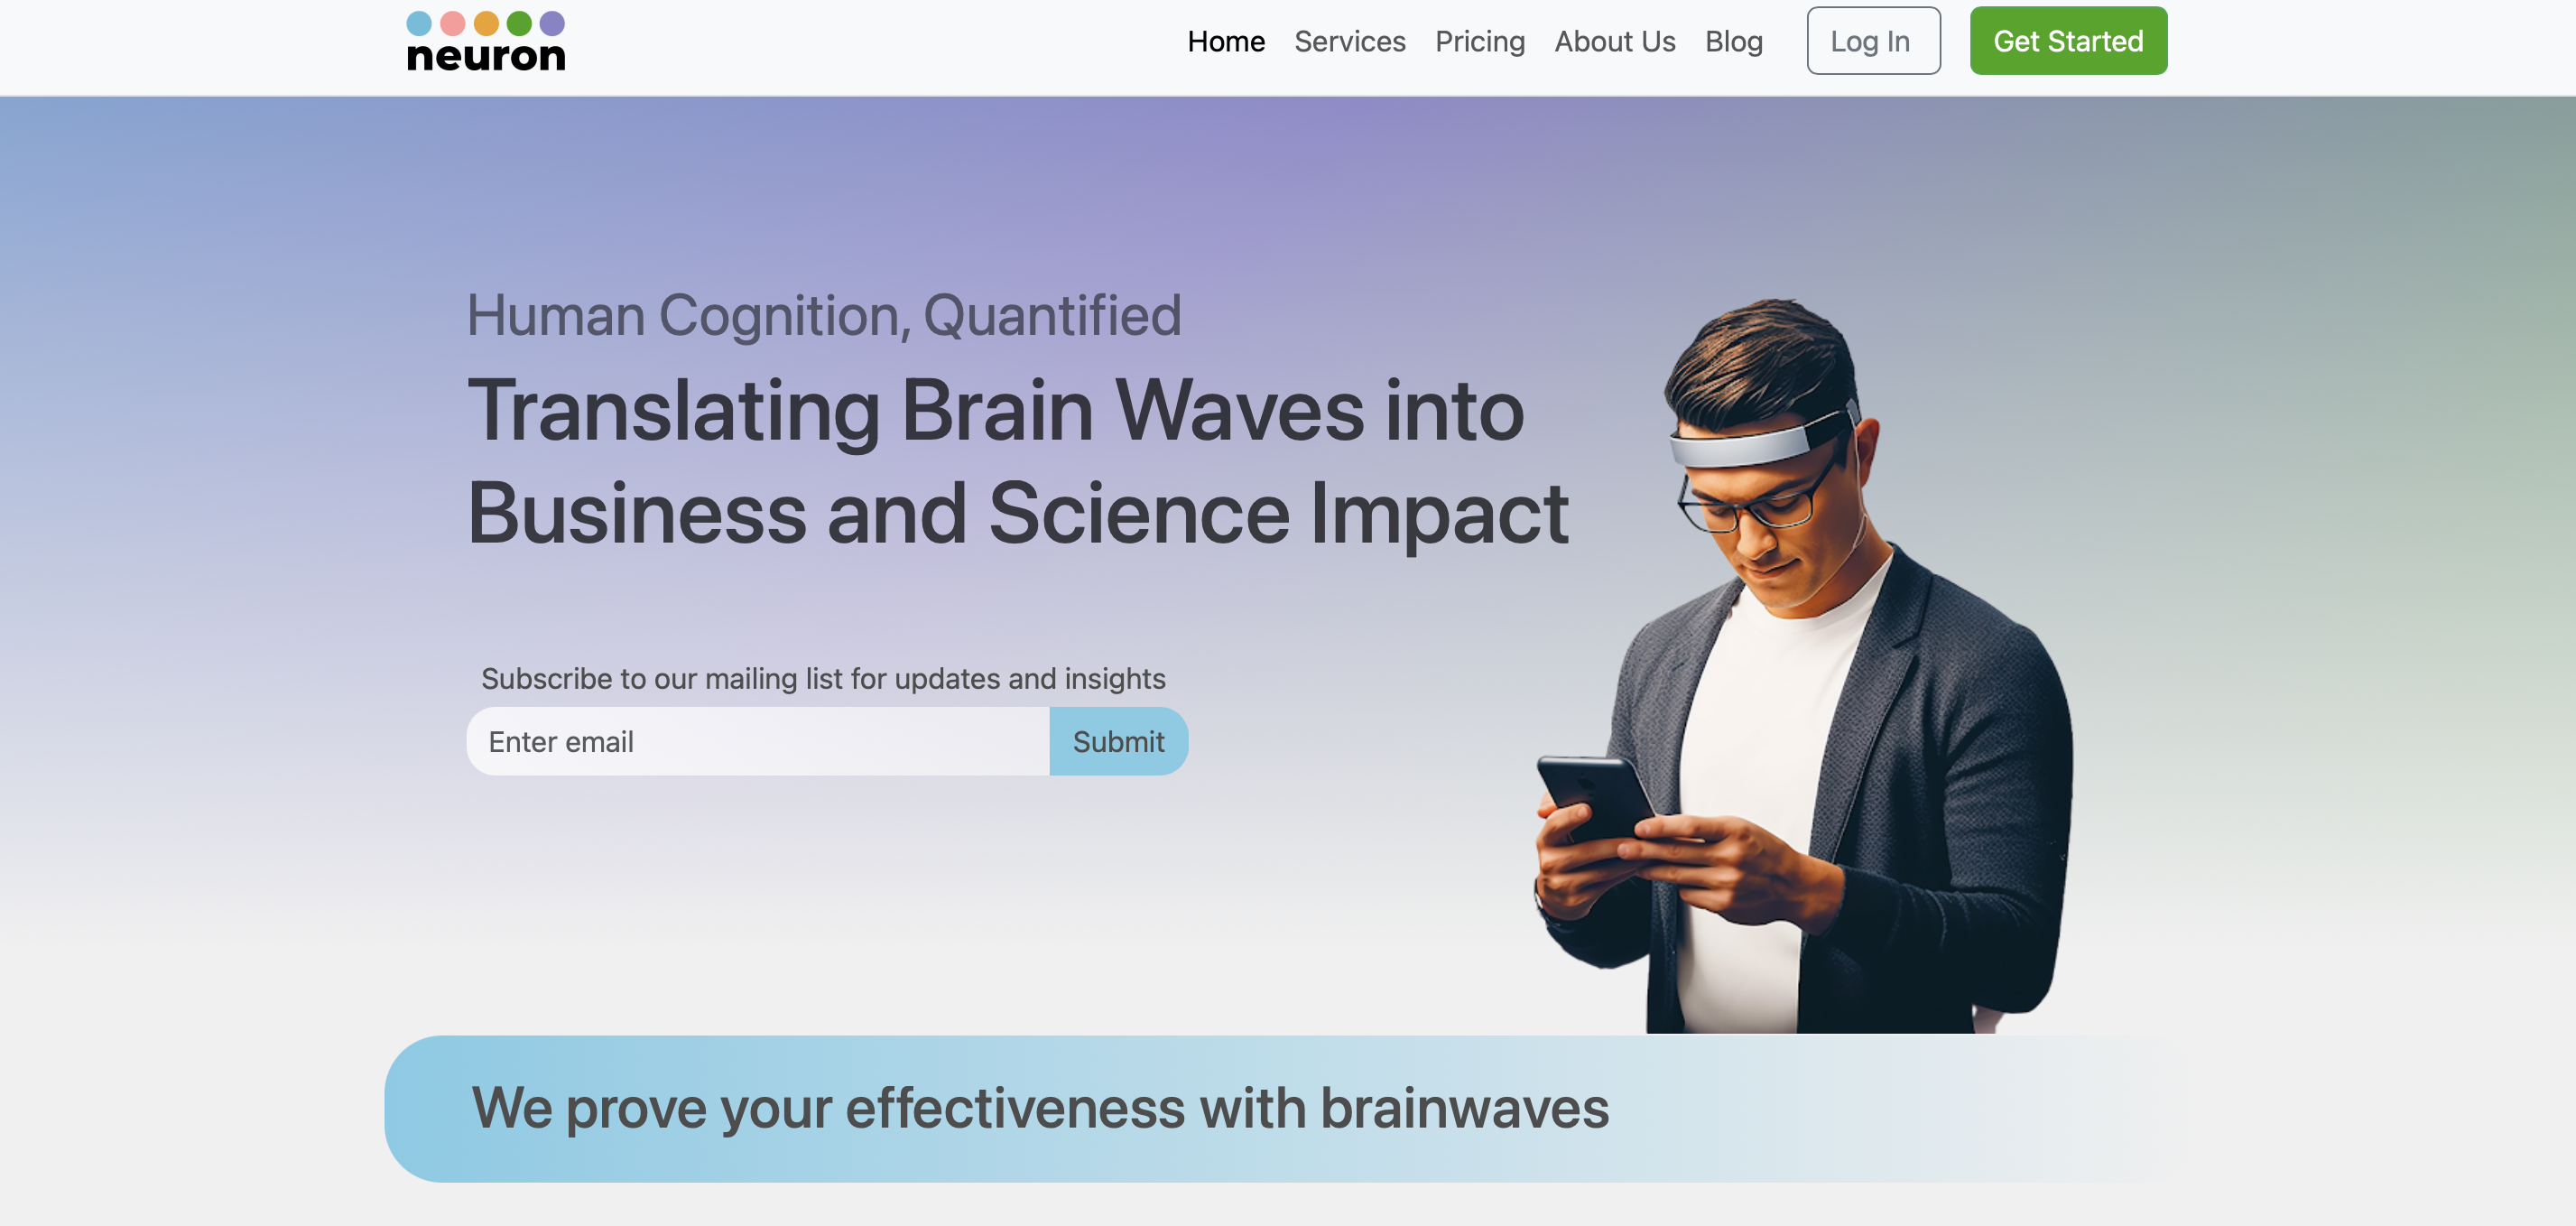 neuron
Home Services Pricing About Us Blog Log In Get Started
Human Cognition, Quantified
Translating Brain Waves into
Business and Science Impact
Subscribe to our mailing list for updates and insights
Enter email Submit
We prove your effectiveness with brainwaves